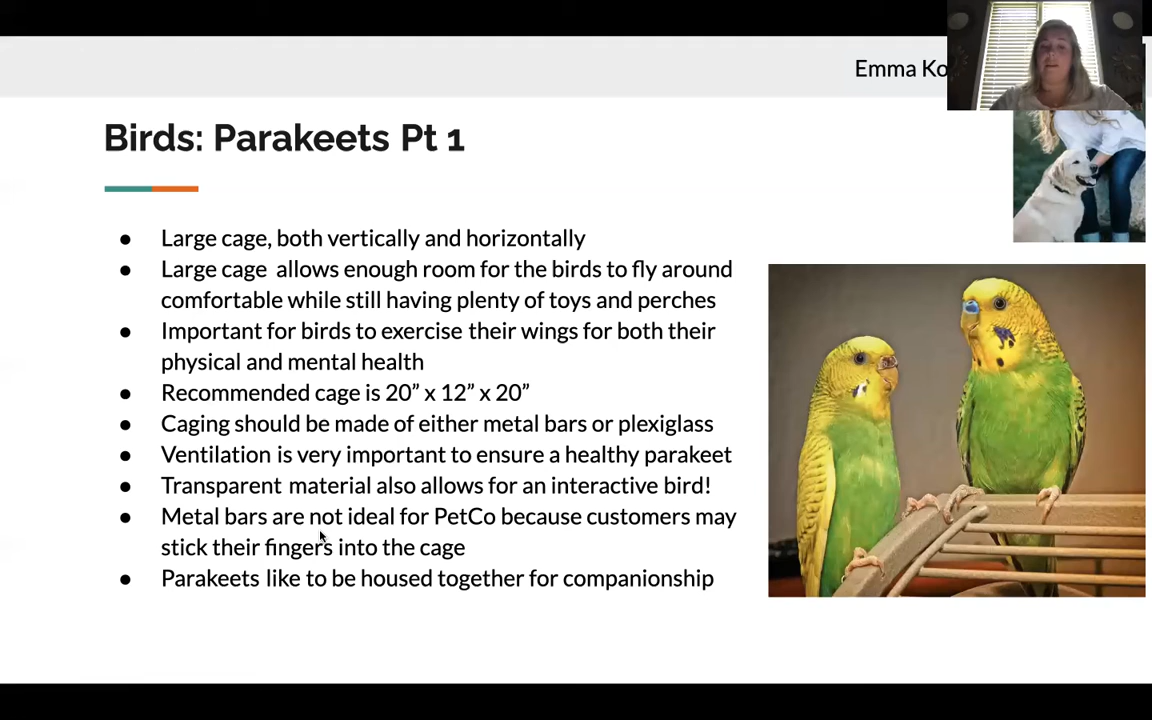 Emma Ko
Birds: Parakeets Pt 1
● Large cage, both vertically and horizontally
● Large cage allows enough room for the birds to fly around
comfortable while still having plenty of toys and perches
● Important for birds to exercise their wings for both their
physical and mental health
● Recommended cage is 20” x 12” x 20”
● Caging should be made of either metal bars or plexiglass
● Ventilation is very important to ensure a healthy parakeet
● Transparent material also allows for an interactive bird!
● Metal bars are not ideal for PetCo because customers may
stick their fingers into the cage
● Parakeets like to be housed together for companionship